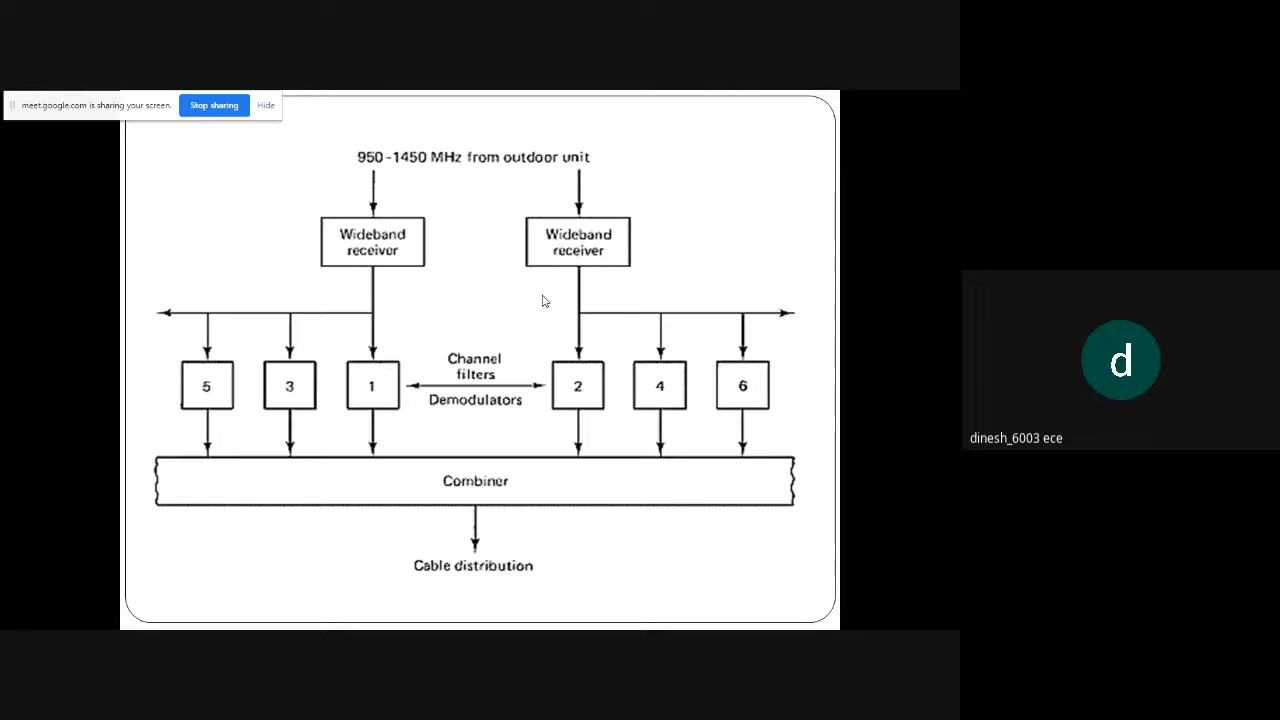 meet.google.com is sharing your screen.
Stop sharing
Hide
950-1450 MHz from outdoor unit
Wideband
receiver
Wideband
receiver
Channel
filters
Demodulators
5
3
1
2
4
6
Combiner
Cable distribution
d
dinesh_6003 ece